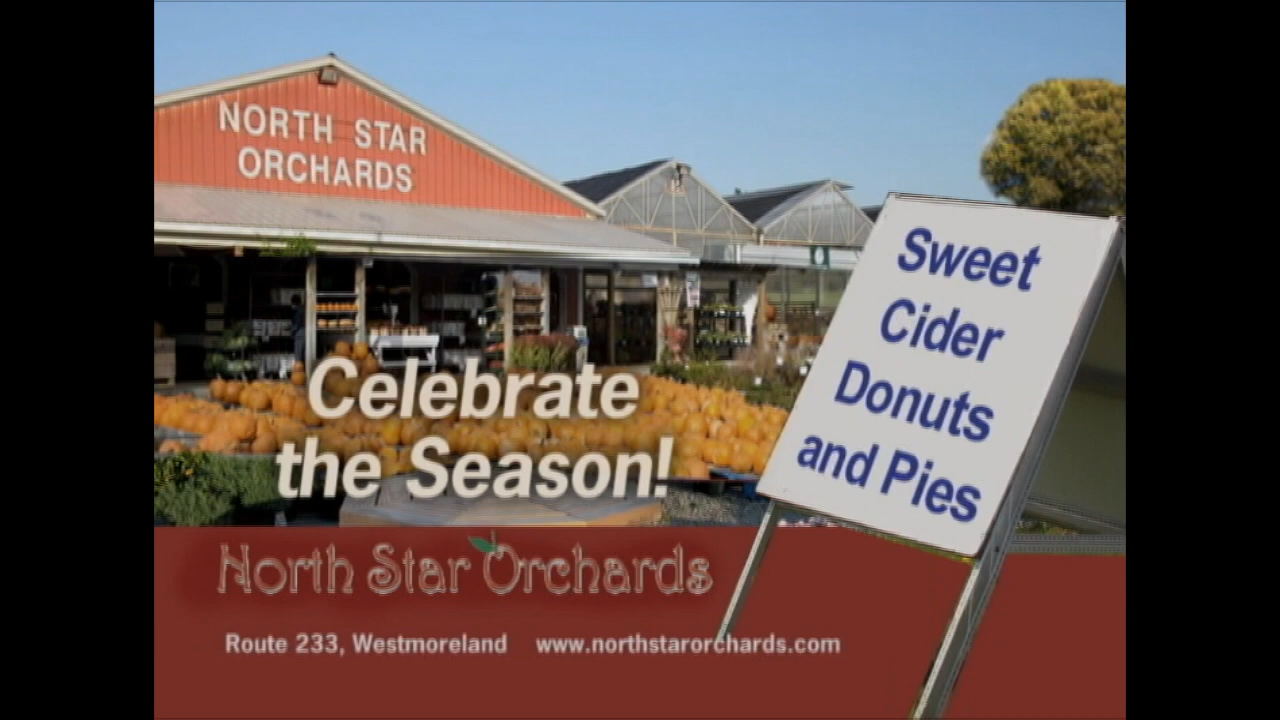 NORTH STAR
ORCHARDS
Sweet
Cider
Donuts
and Pies
Celebrate
the Season!
North Star Orchards
Route 233, Westmoreland www.northstarorchards.com